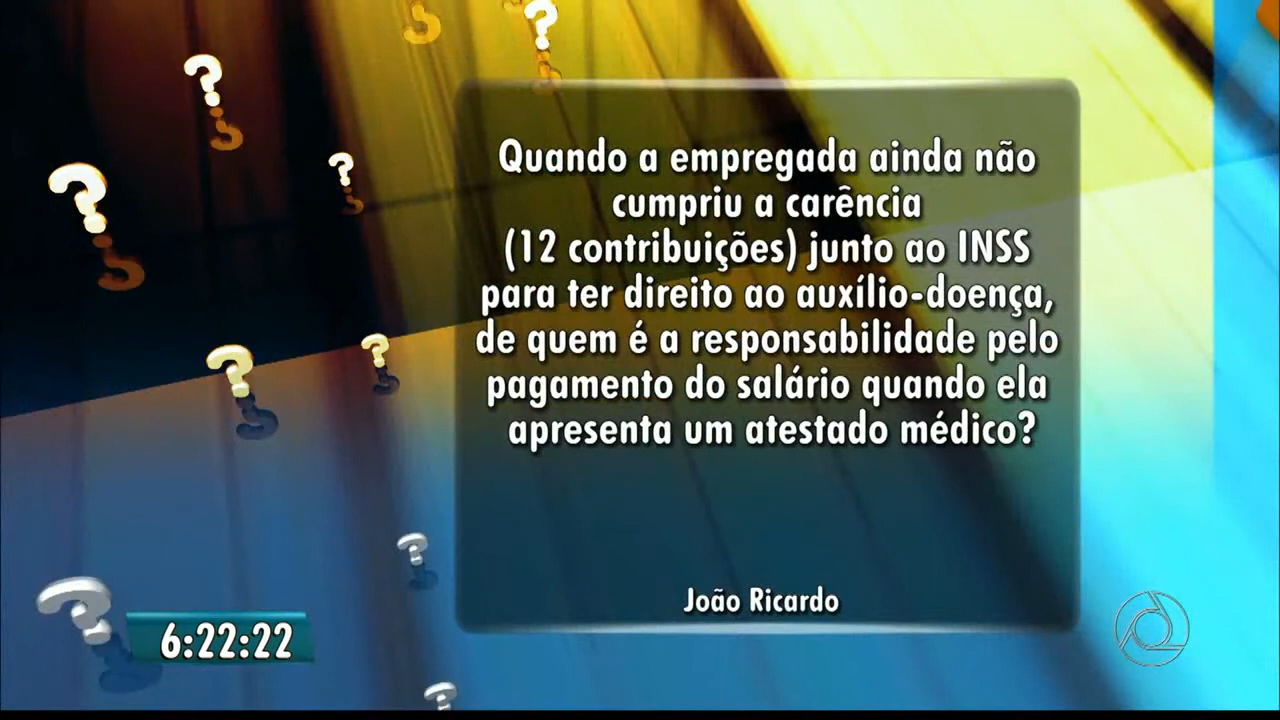 Quando a empregada ainda não
cumpriu a carência
(12 contribuições) junto ao INSS
para ter direito ao auxílio-doença,
de quem é a responsabilidade pelo
pagamento do salário quando ela
apresenta um atestado médico?
João Ricardo
6:22:22